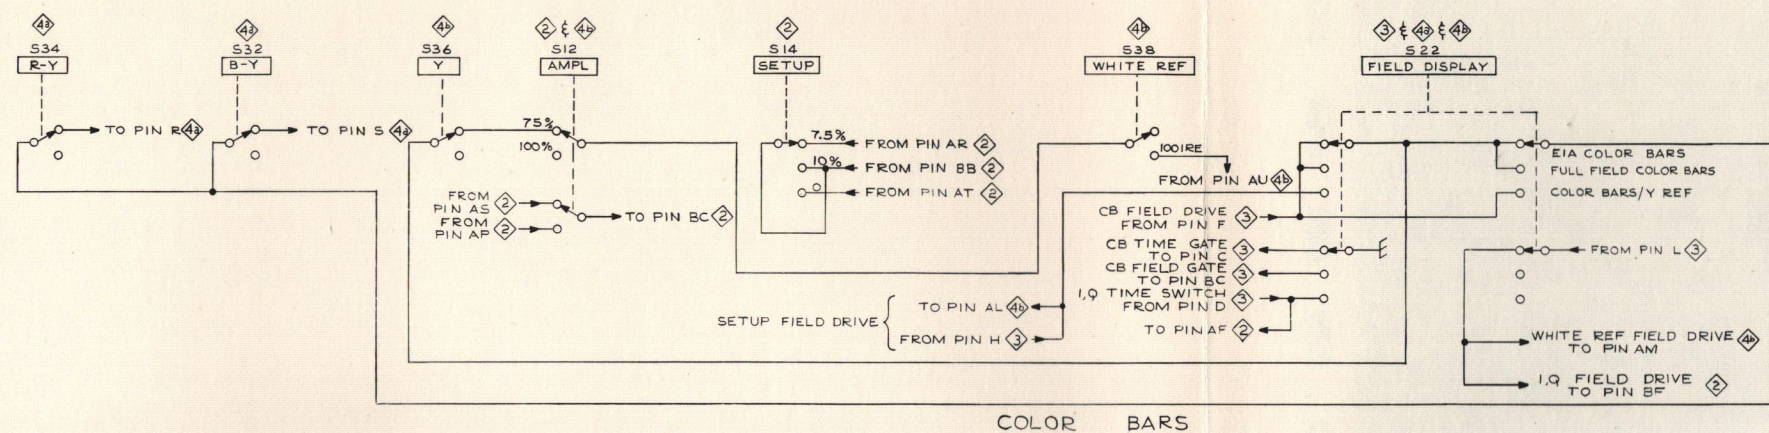 4a
S34
R-Y
TO PIN R 4a
4a
S32
B-Y
TO PIN S 4a
4b
S36
Y
2 & 4b
S12
AMPL
75%
100%
FROM
PIN AS 2
FROM
PIN AP 2
TO PIN BC 2
2
S14
SETUP
7.5%
FROM PIN AR 2
10%
FROM PIN BB 2
0
FROM PIN AT 2
4b
S38
WHITE REF
100 IRE
FROM PIN AU 4b
3 & 4a & 4b
S22
FIELD DISPLAY
EIA COLOR BARS
FULL FIELD COLOR BARS
COLOR BARS/Y REF
CB FIELD DRIVE
FROM PIN F 3
CB TIME GATE
TO PIN C 3
CB FIELD GATE
TO PIN BC 3
I,Q TIME SWITCH
FROM PIN D 3
TO PIN AF 2
FROM PIN L 3
SETUP FIELD DRIVE
TO PIN AL 4b
FROM PIN H 3
WHITE REF FIELD DRIVE
TO PIN AM 4b
I,Q FIELD DRIVE
TO PIN BF 2
COLOR BARS